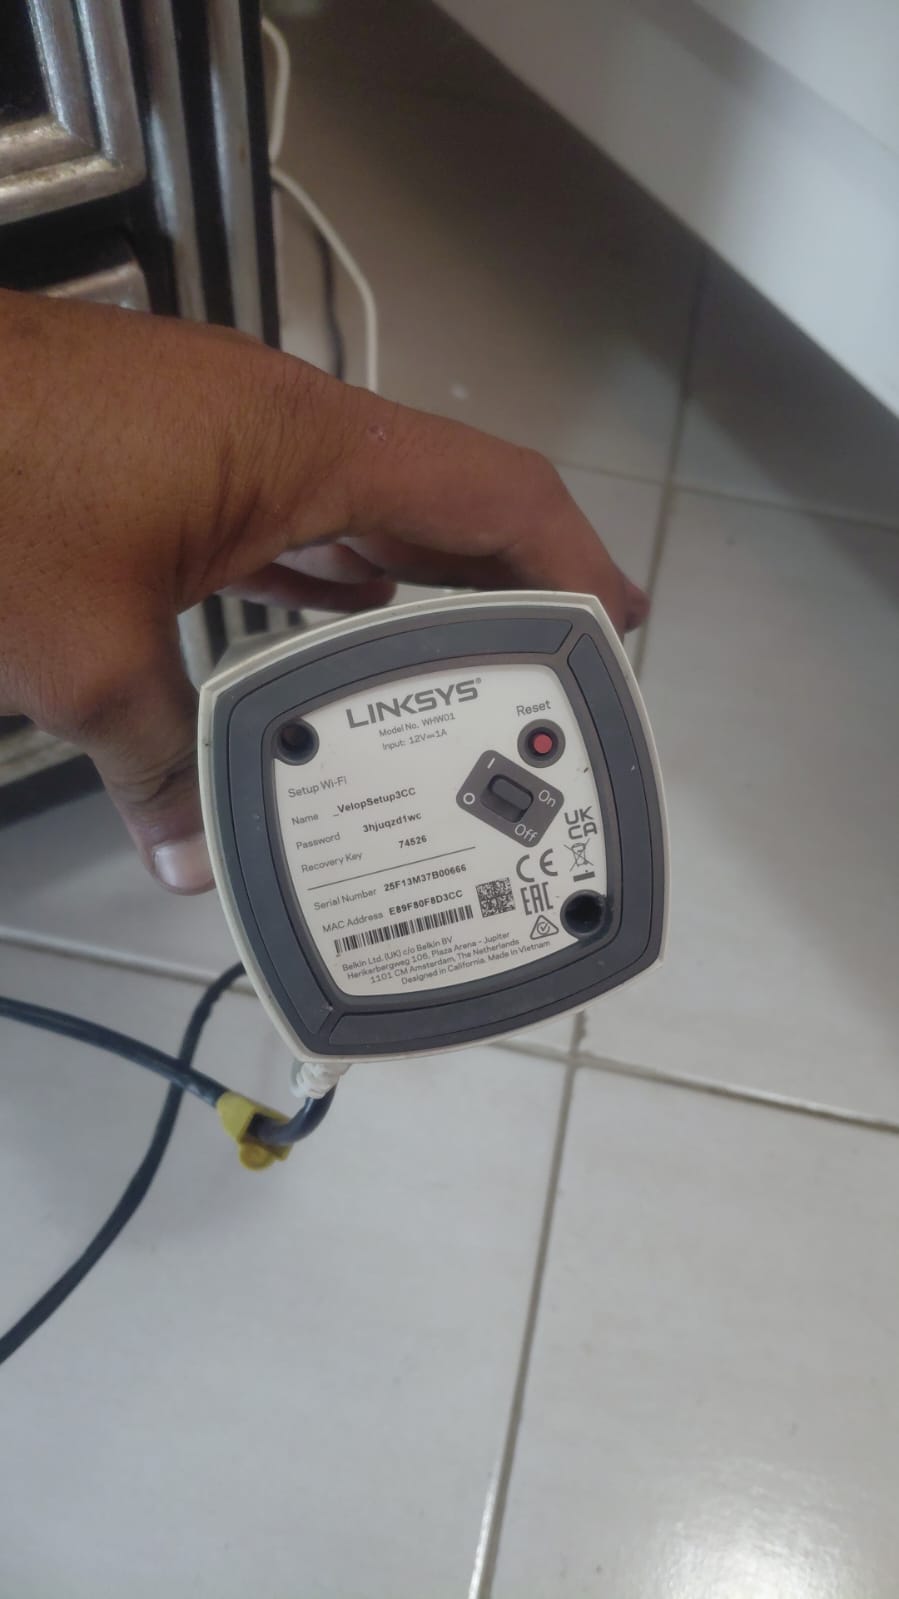 LINKSYS®
Model No. WHW01
Input: 12V⎓1A
Reset
Setup Wi-Fi
Name _VelopSetup3CC
Password 3hjuqzd1wc
Recovery Key 74526
I
O
On
Off
Serial Number 25F13M37B00666
MAC Address E89F80F8D3CC
UK
CA
CE
EAC
Belkin Ltd. (UK) c/o Belkin BV
Herikerbergweg 106, Plaza Arena - Jupiter
1101 CM Amsterdam, The Netherlands
Designed in California. Made in Vietnam